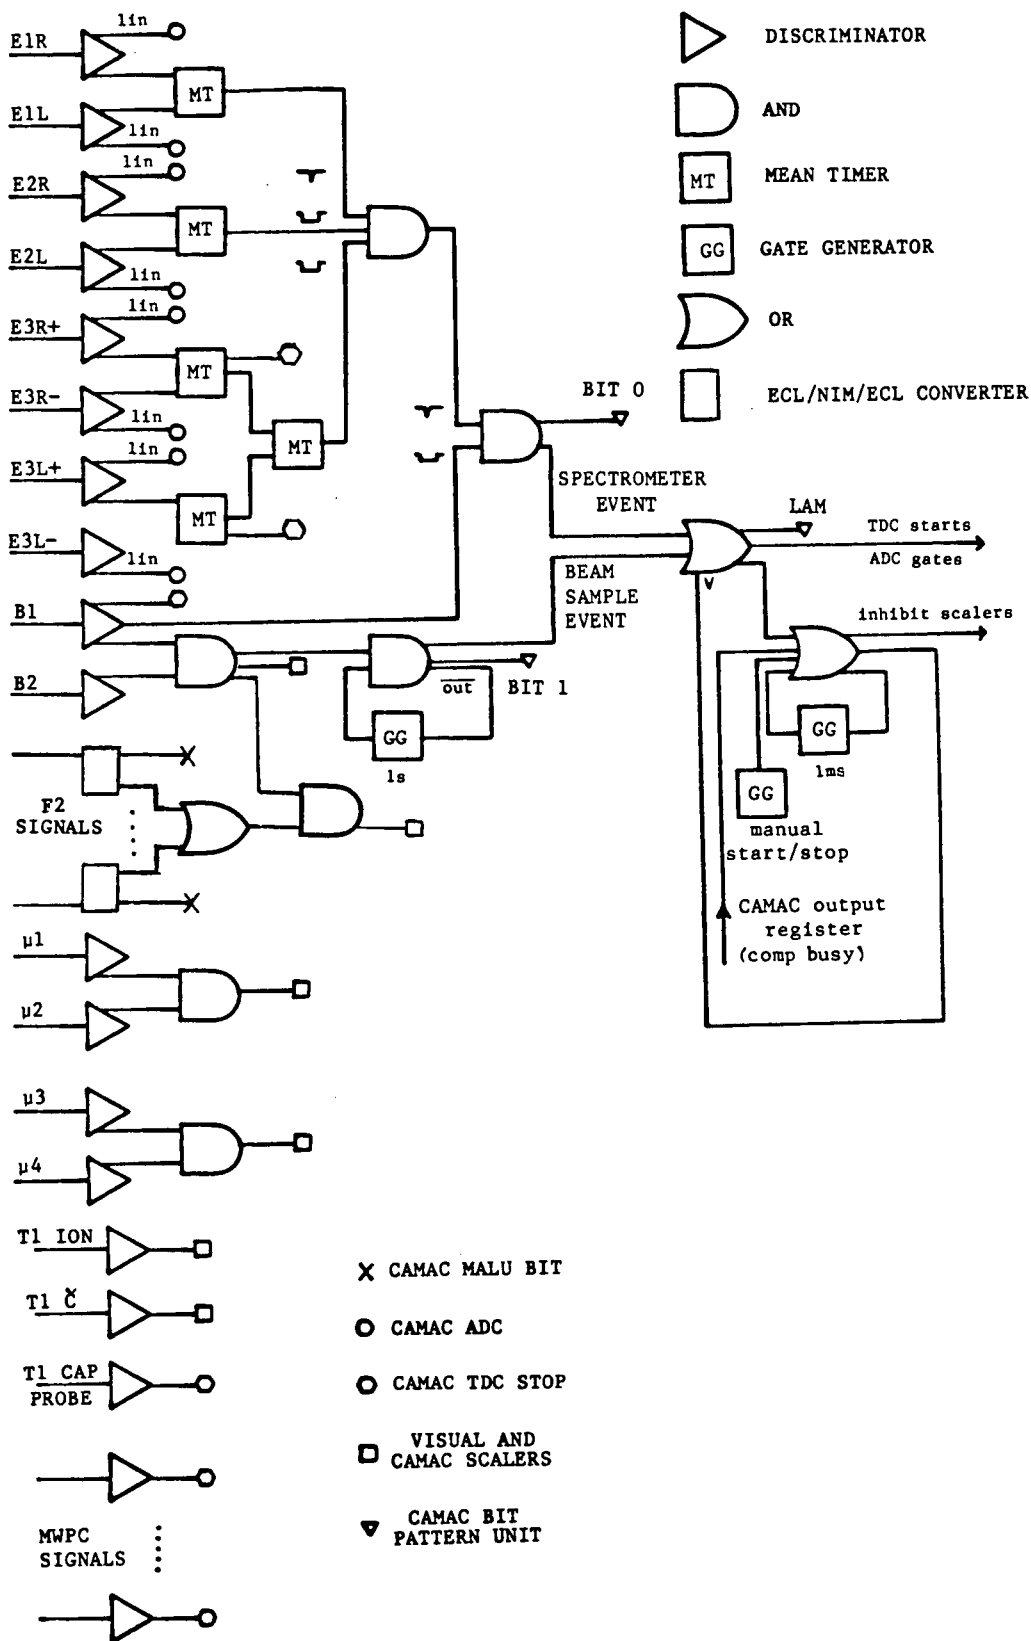 E1R
lin
MT
E1L
lin
E2R
lin
MT
E2L
lin
E3R+
lin
MT
E3R-
lin
MT
E3L+
lin
MT
E3L-
lin
B1
B2
F2
SIGNALS
µ1
µ2
µ3
µ4
T1 ION
T1 Č
T1 CAP
PROBE
MWPC
SIGNALS
BIT 0
SPECTROMETER
EVENT
BEAM
SAMPLE
EVENT
out
BIT 1
GG
1s
LAM
V
TDC starts
ADC gates
inhibit scalers
GG
1ms
GG
manual
start/stop
CAMAC output
register
(comp busy)
DISCRIMINATOR
AND
MT
MEAN TIMER
GG
GATE GENERATOR
OR
ECL/NIM/ECL CONVERTER
X CAMAC MALU BIT
CAMAC ADC
CAMAC TDC STOP
VISUAL AND
CAMAC SCALERS
CAMAC BIT
PATTERN UNIT